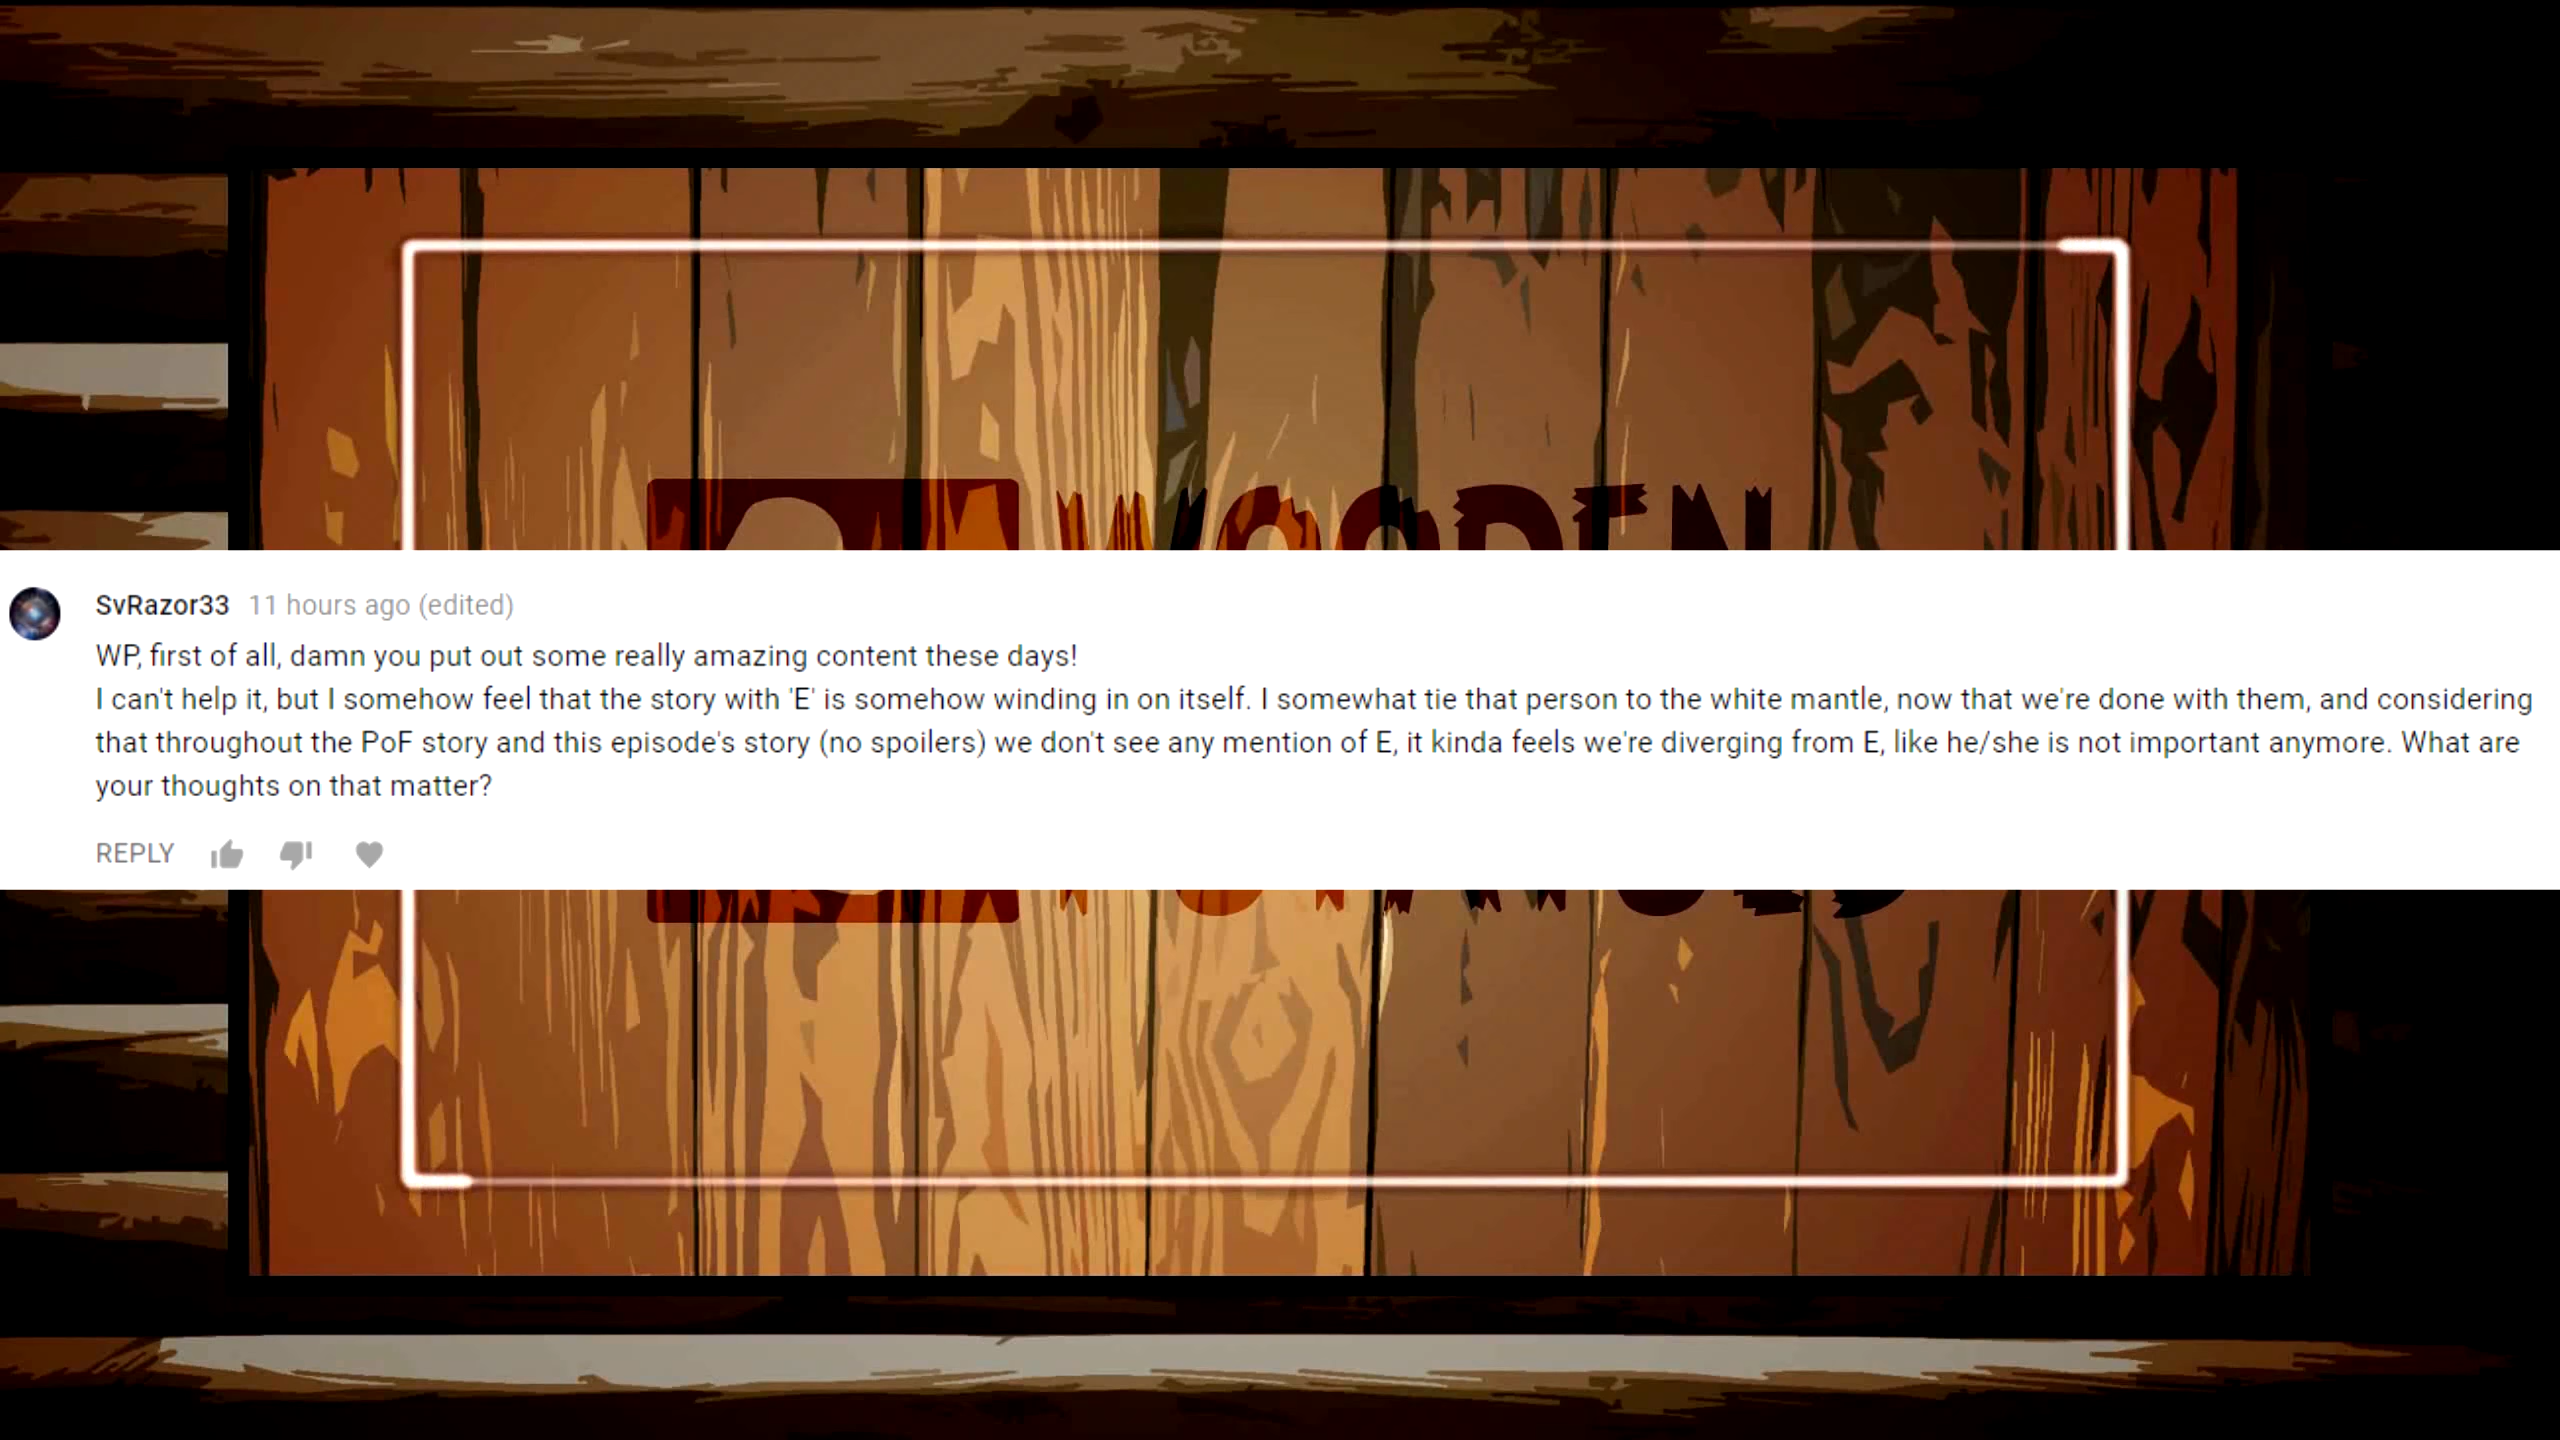 WOODEN
SvRazor33 11 hours ago (edited)
WP, first of all, damn you put out some really amazing content these days!
I can't help it, but I somehow feel that the story with 'E' is somehow winding in on itself. I somewhat tie that person to the white mantle, now that we're done with them, and considering
that throughout the PoF story and this episode's story (no spoilers) we don't see any mention of E, it kinda feels we're diverging from E, like he/she is not important anymore. What are
your thoughts on that matter?
REPLY